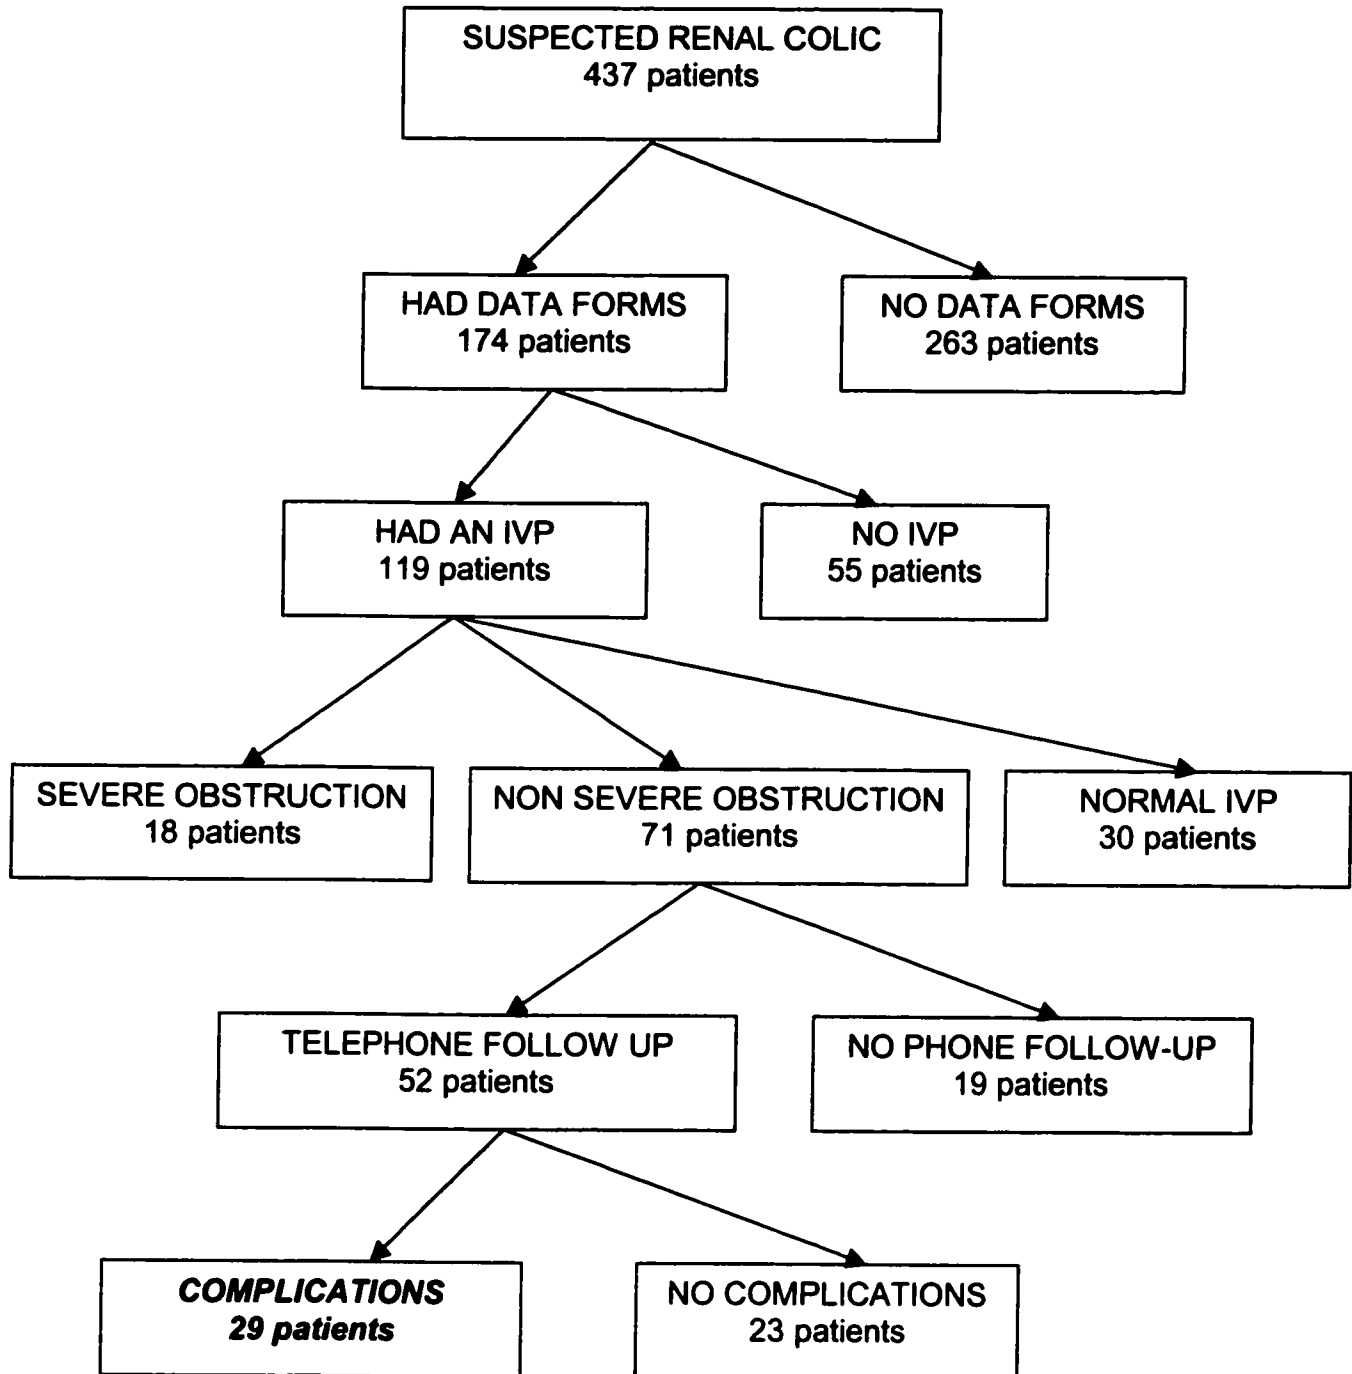 SUSPECTED RENAL COLIC
437 patients
HAD DATA FORMS
174 patients
NO DATA FORMS
263 patients
HAD AN IVP
119 patients
NO IVP
55 patients
SEVERE OBSTRUCTION
18 patients
NON SEVERE OBSTRUCTION
71 patients
NORMAL IVP
30 patients
TELEPHONE FOLLOW UP
52 patients
NO PHONE FOLLOW-UP
19 patients
COMPLICATIONS
29 patients
NO COMPLICATIONS
23 patients